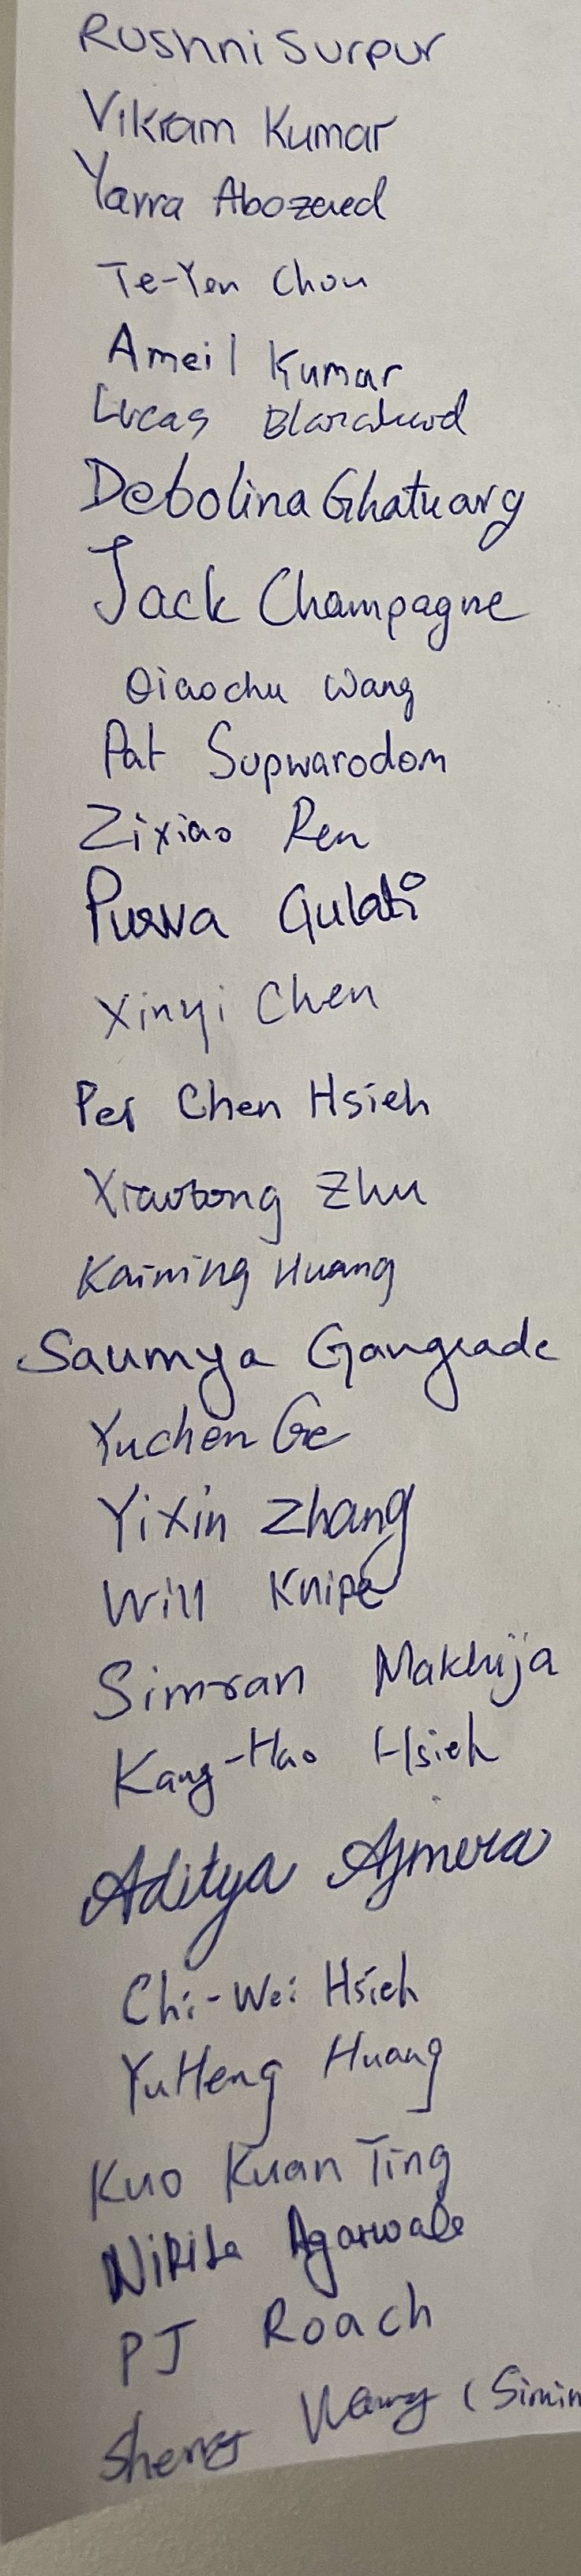 Roshni Surpur
Vikram Kumar
Yarra Abozeed
Te-Yen Chou
Ameil Kumar
Lucas
Debolina Ghatuarg
Jack Champagne
Qiaochu Wang
Pat Supwarodom
Zixiao Ren
Purva Gulati
Xinyi Chen
Pei Chen Hsieh
Xiaotong Zhu
Kaiming Huang
Saumya Gangrade
Yuchen Ge
Yixin Zhang
Will Knipe
Simran Makhija
Kang-Hao Hsieh
Aditya Ajmera
Chi-Wei Hsieh
YuHeng Huang
Kuo Kuan Ting
Nikita Agarwale
PJ Roach
Sheng Wang (Simin